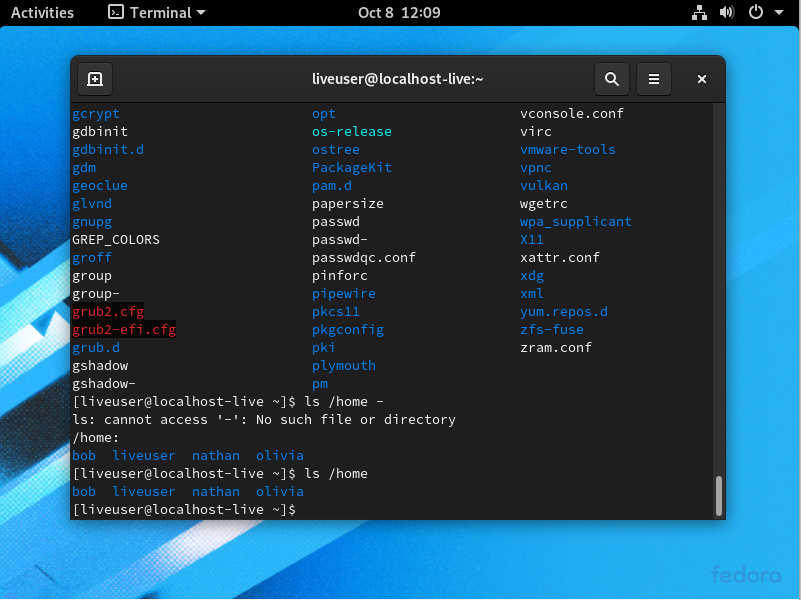 Activities Terminal Oct 8 12:09
liveuser@localhost-live:~
gcrypt opt vconsole.conf
gdbinit os-release virc
gdbinit.d ostree vmware-tools
gdm PackageKit vpnc
geoclue pam.d vulkan
glvnd papersize wgetrc
gnupg passwd wpa_supplicant
GREP_COLORS passwd- X11
groff passwdqc.conf xattr.conf
group pinforc xdg
group- pipewire xml
grub2.cfg pkcs11 yum.repos.d
grub2-efi.cfg pkgconfig zfs-fuse
grub.d pki zram.conf
gshadow plymouth
gshadow- pm
[liveuser@localhost-live ~]$ ls /home -
ls: cannot access '-': No such file or directory
/home:
bob liveuser nathan olivia
[liveuser@localhost-live ~]$ ls /home
bob liveuser nathan olivia
[liveuser@localhost-live ~]$
fedora